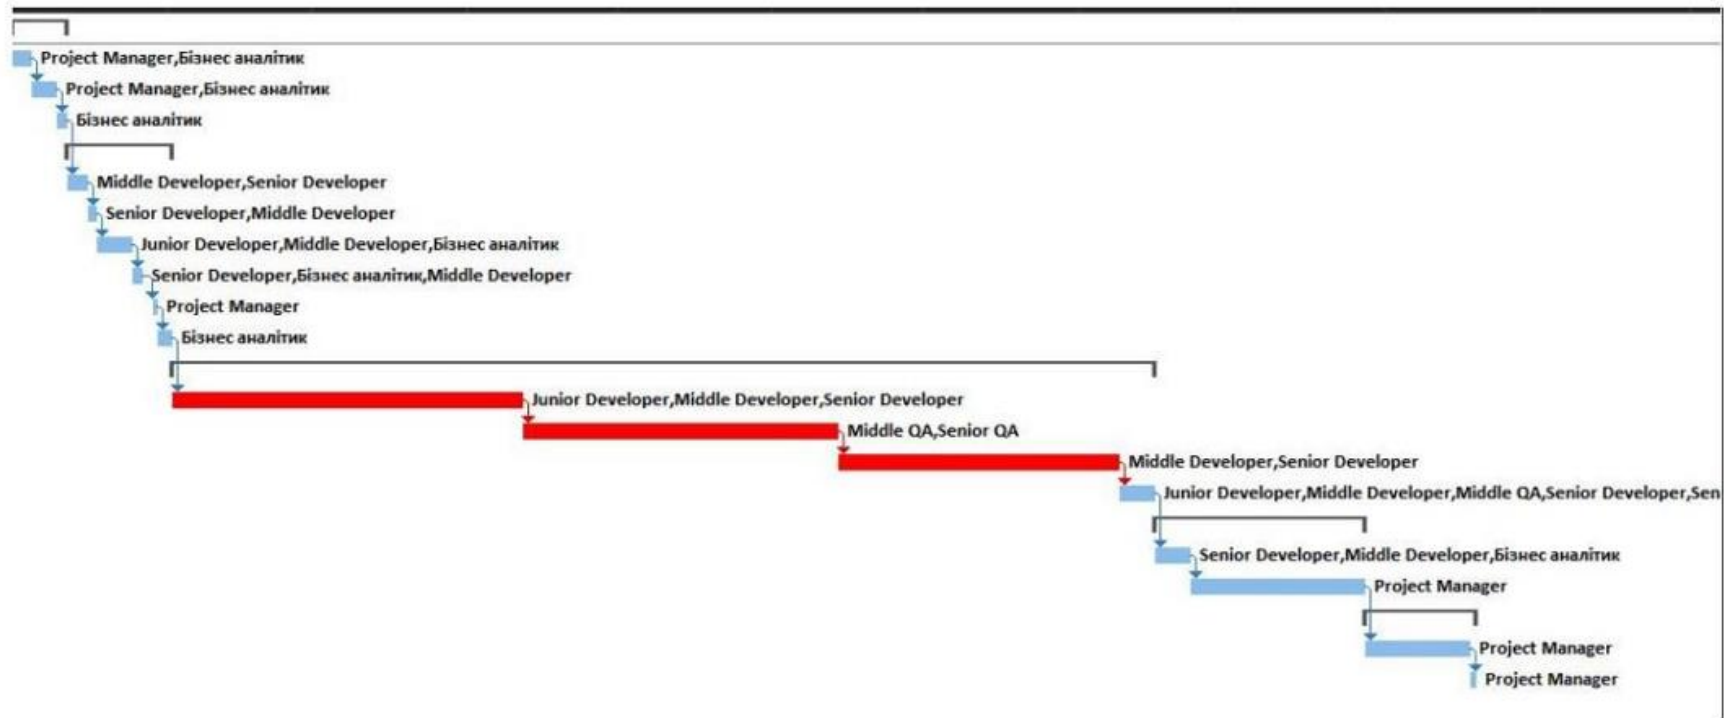 Project Manager,Бізнес аналітик
Project Manager,Бізнес аналітик
Бізнес аналітик
Middle Developer,Senior Developer
Senior Developer,Middle Developer
Junior Developer,Middle Developer,Бізнес аналітик
Senior Developer,Бізнес аналітик,Middle Developer
Project Manager
Бізнес аналітик
Junior Developer,Middle Developer,Senior Developer
Middle QA,Senior QA
Middle Developer,Senior Developer
Junior Developer,Middle Developer,Middle QA,Senior Developer,Sen
Senior Developer,Middle Developer,Бізнес аналітик
Project Manager
Project Manager
Project Manager